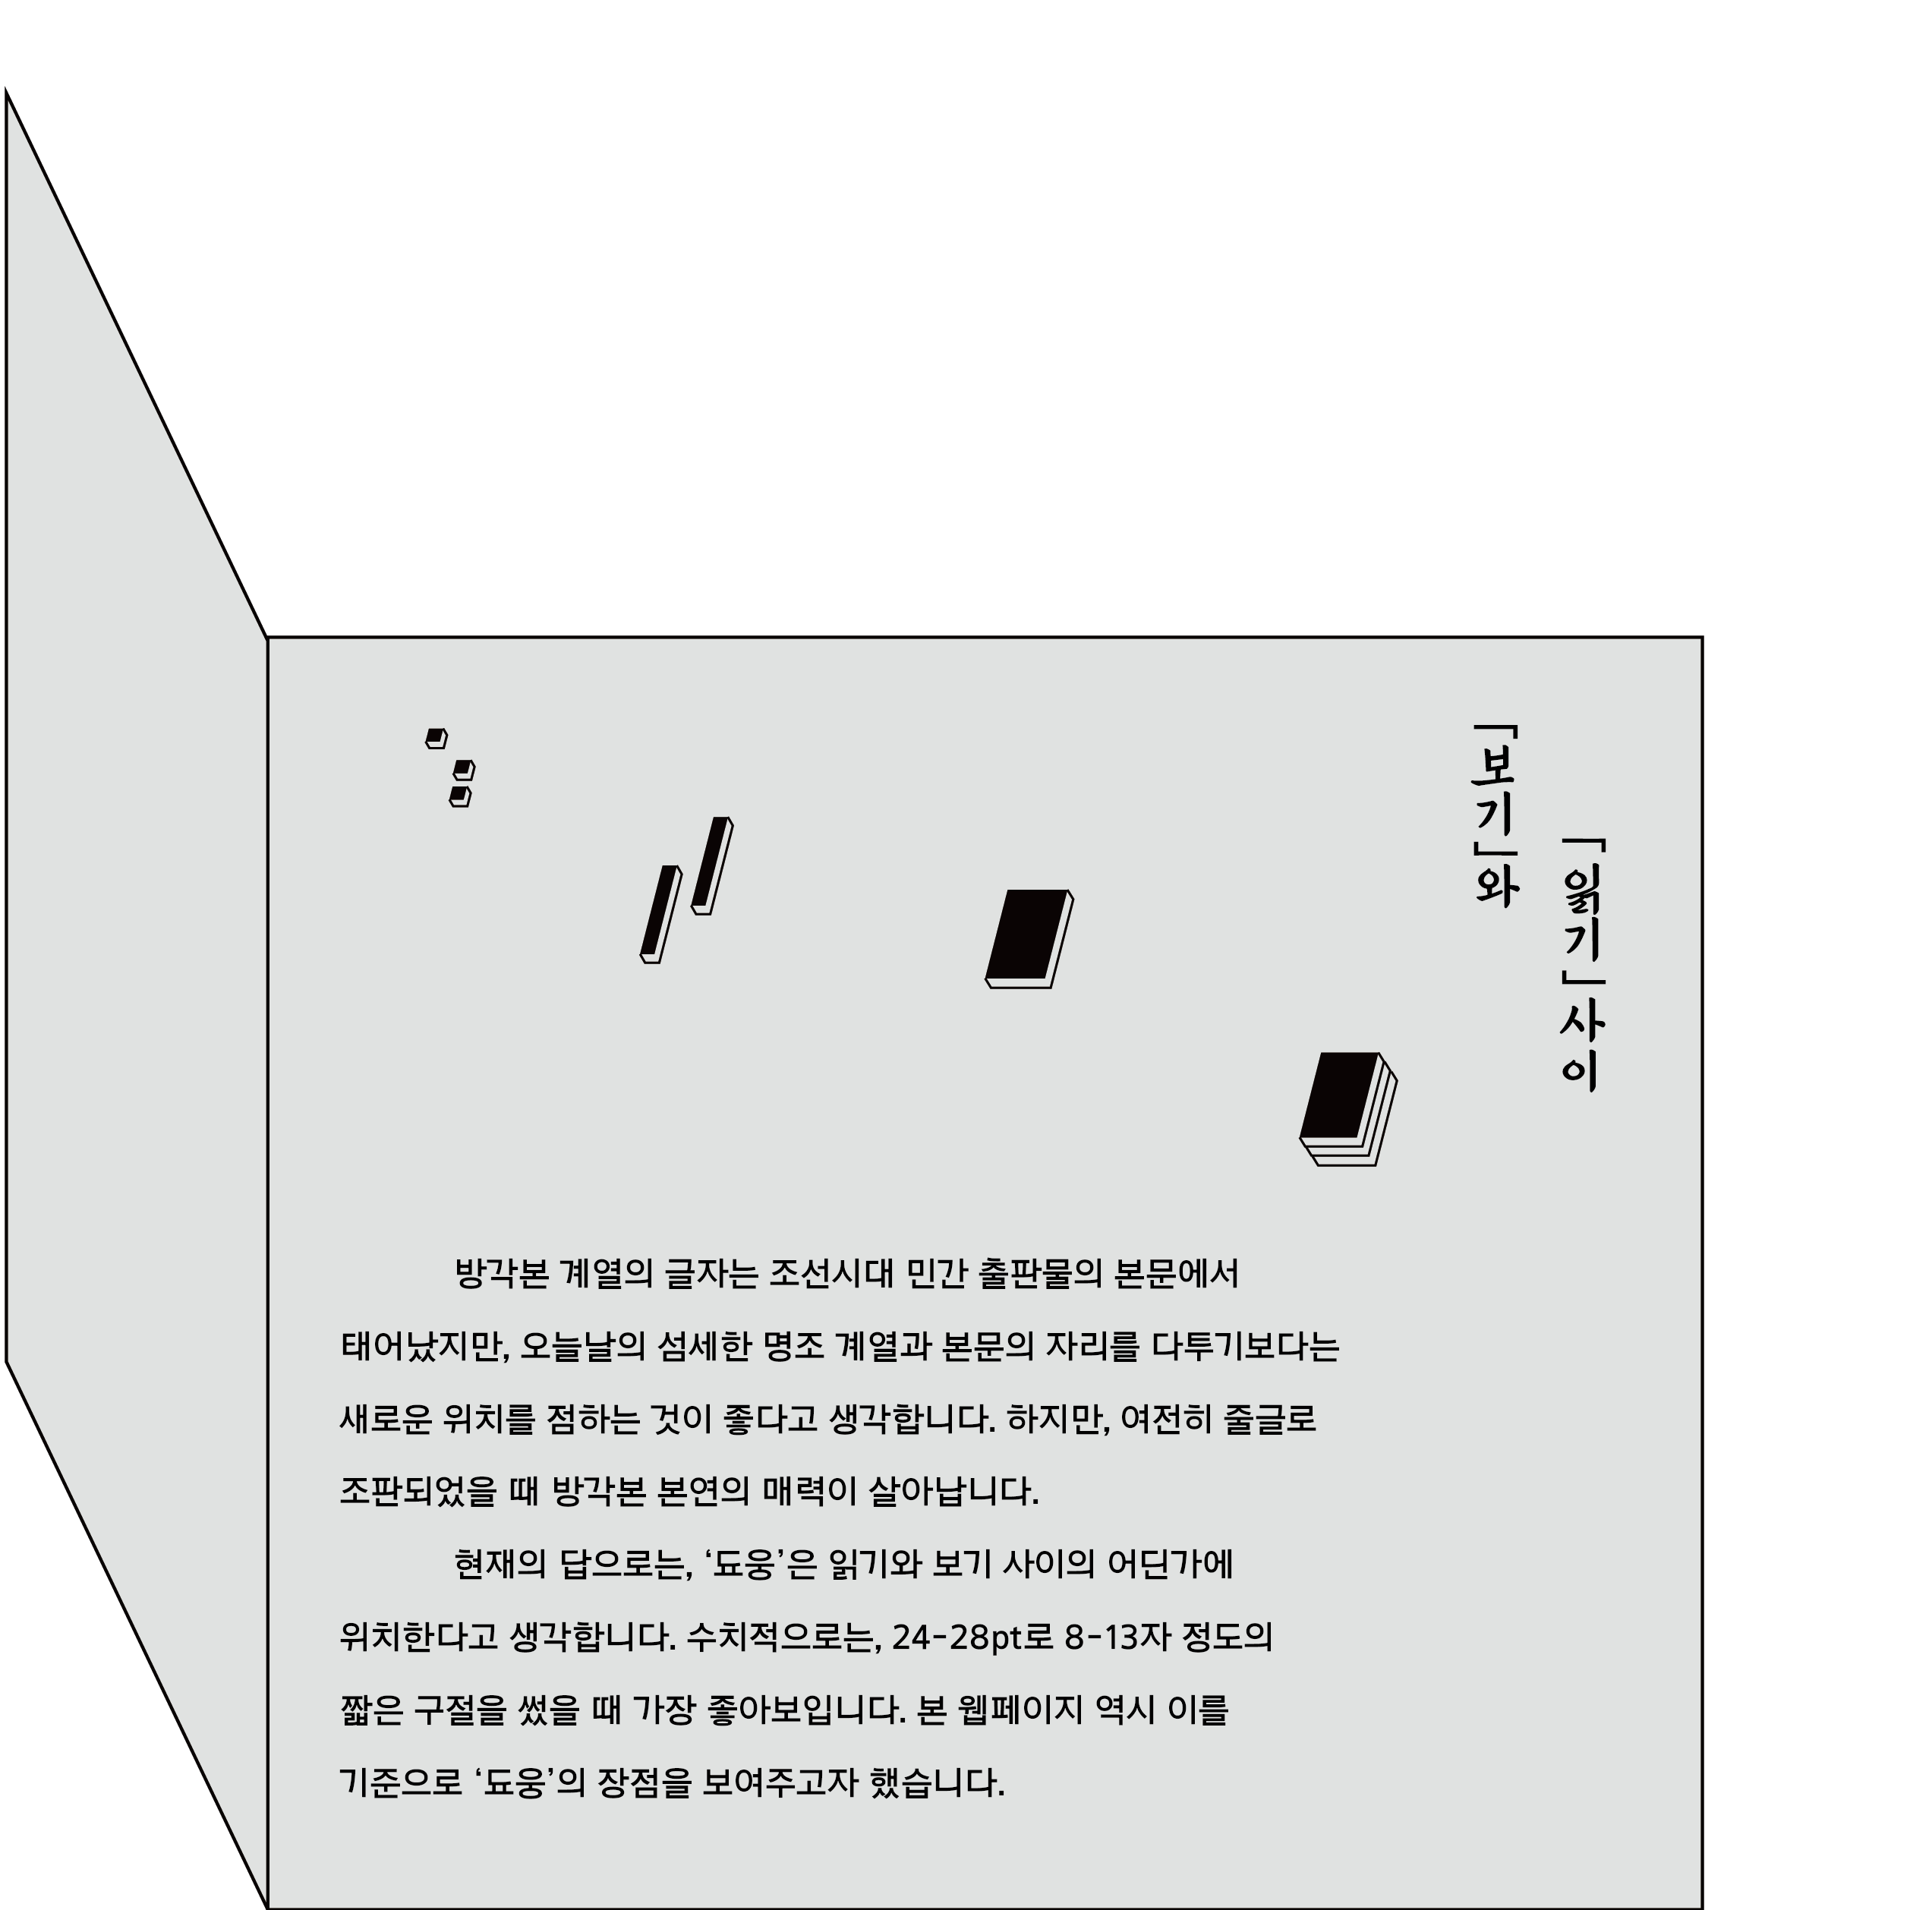 「보기」와
「읽기」사이
방각본 계열의 글자는 조선시대 민간 출판물의 본문에서
태어났지만, 오늘날의 섬세한 명조 계열과 본문의 자리를 다투기보다는
새로운 위치를 점하는 것이 좋다고 생각합니다. 하지만, 여전히 줄글로
조판되었을 때 방각본 본연의 매력이 살아납니다.
현재의 답으로는, ‘도웅’은 읽기와 보기 사이의 어딘가에
위치한다고 생각합니다. 수치적으로는, 24-28pt로 8-13자 정도의
짧은 구절을 썼을 때 가장 좋아보입니다. 본 웹페이지 역시 이를
기준으로 ‘도웅’의 장점을 보여주고자 했습니다.